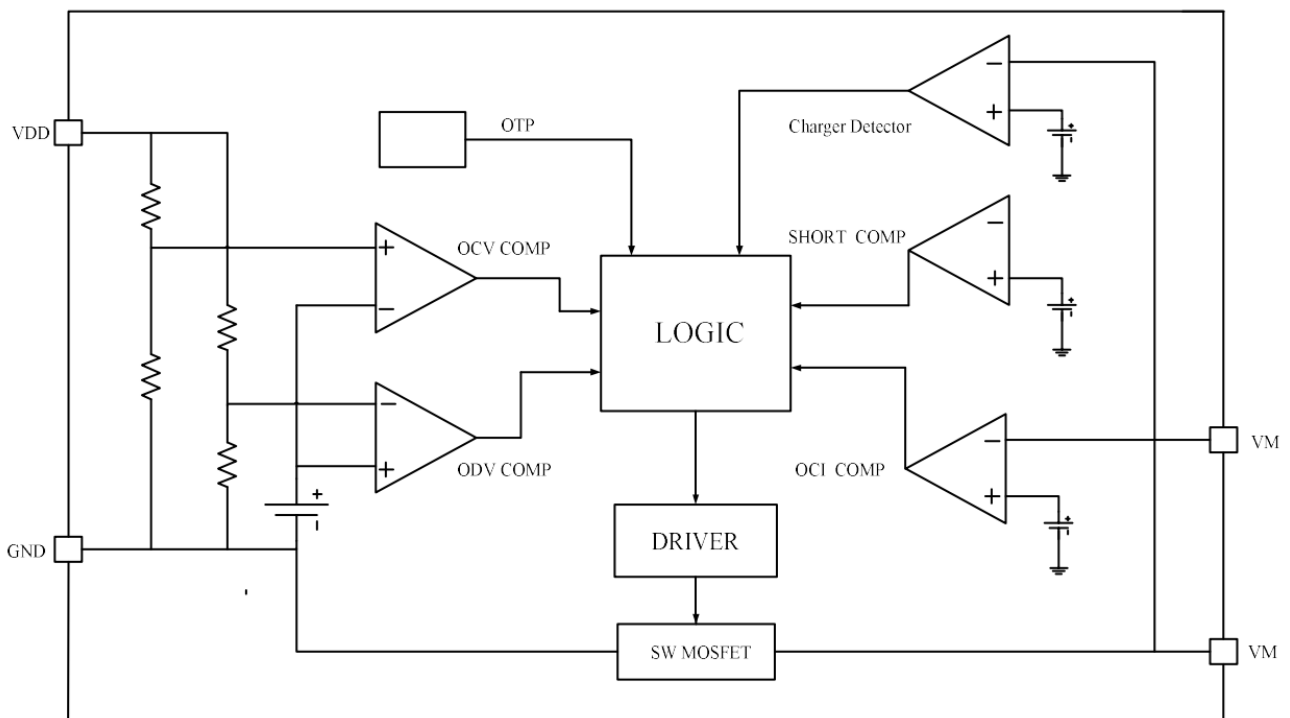 Charger Detector
VDD
OTP
OCV COMP
SHORT COMP
LOGIC
ODV COMP
OCI COMP
VM
GND
DRIVER
SW MOSFET
VM